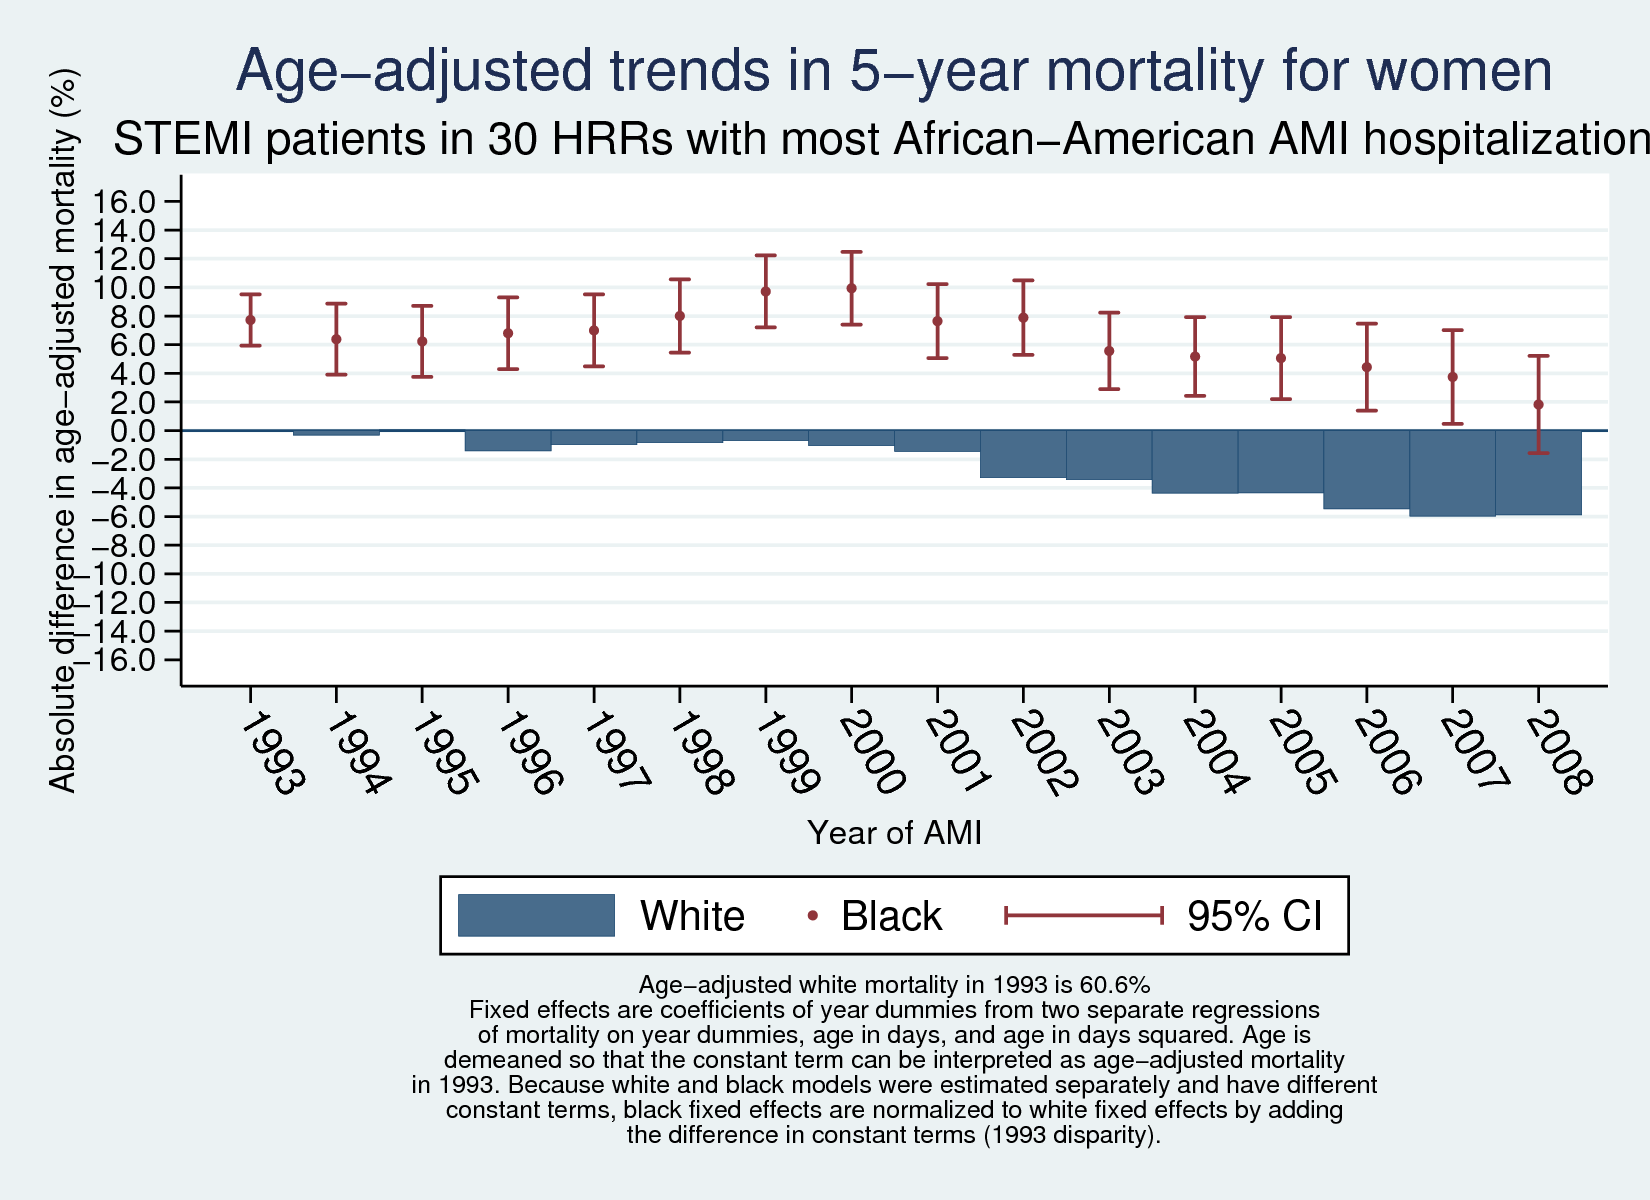 Age−adjusted trends in 5−year mortality for women
STEMI patients in 30 HRRs with most African−American AMI hospitalization
Absolute difference in age−adjusted mortality (%)
16.0
14.0
12.0
10.0
8.0
6.0
4.0
2.0
0.0
−2.0
−4.0
−6.0
−8.0
−10.0
−12.0
−14.0
−16.0
1993
1994
1995
1996
1997
1998
1999
2000
2001
2002
2003
2004
2005
2006
2007
2008
Year of AMI
White Black 95% CI
Age−adjusted white mortality in 1993 is 60.6%
Fixed effects are coefficients of year dummies from two separate regressions
of mortality on year dummies, age in days, and age in days squared. Age is
demeaned so that the constant term can be interpreted as age−adjusted mortality
in 1993. Because white and black models were estimated separately and have different
constant terms, black fixed effects are normalized to white fixed effects by adding
the difference in constant terms (1993 disparity).